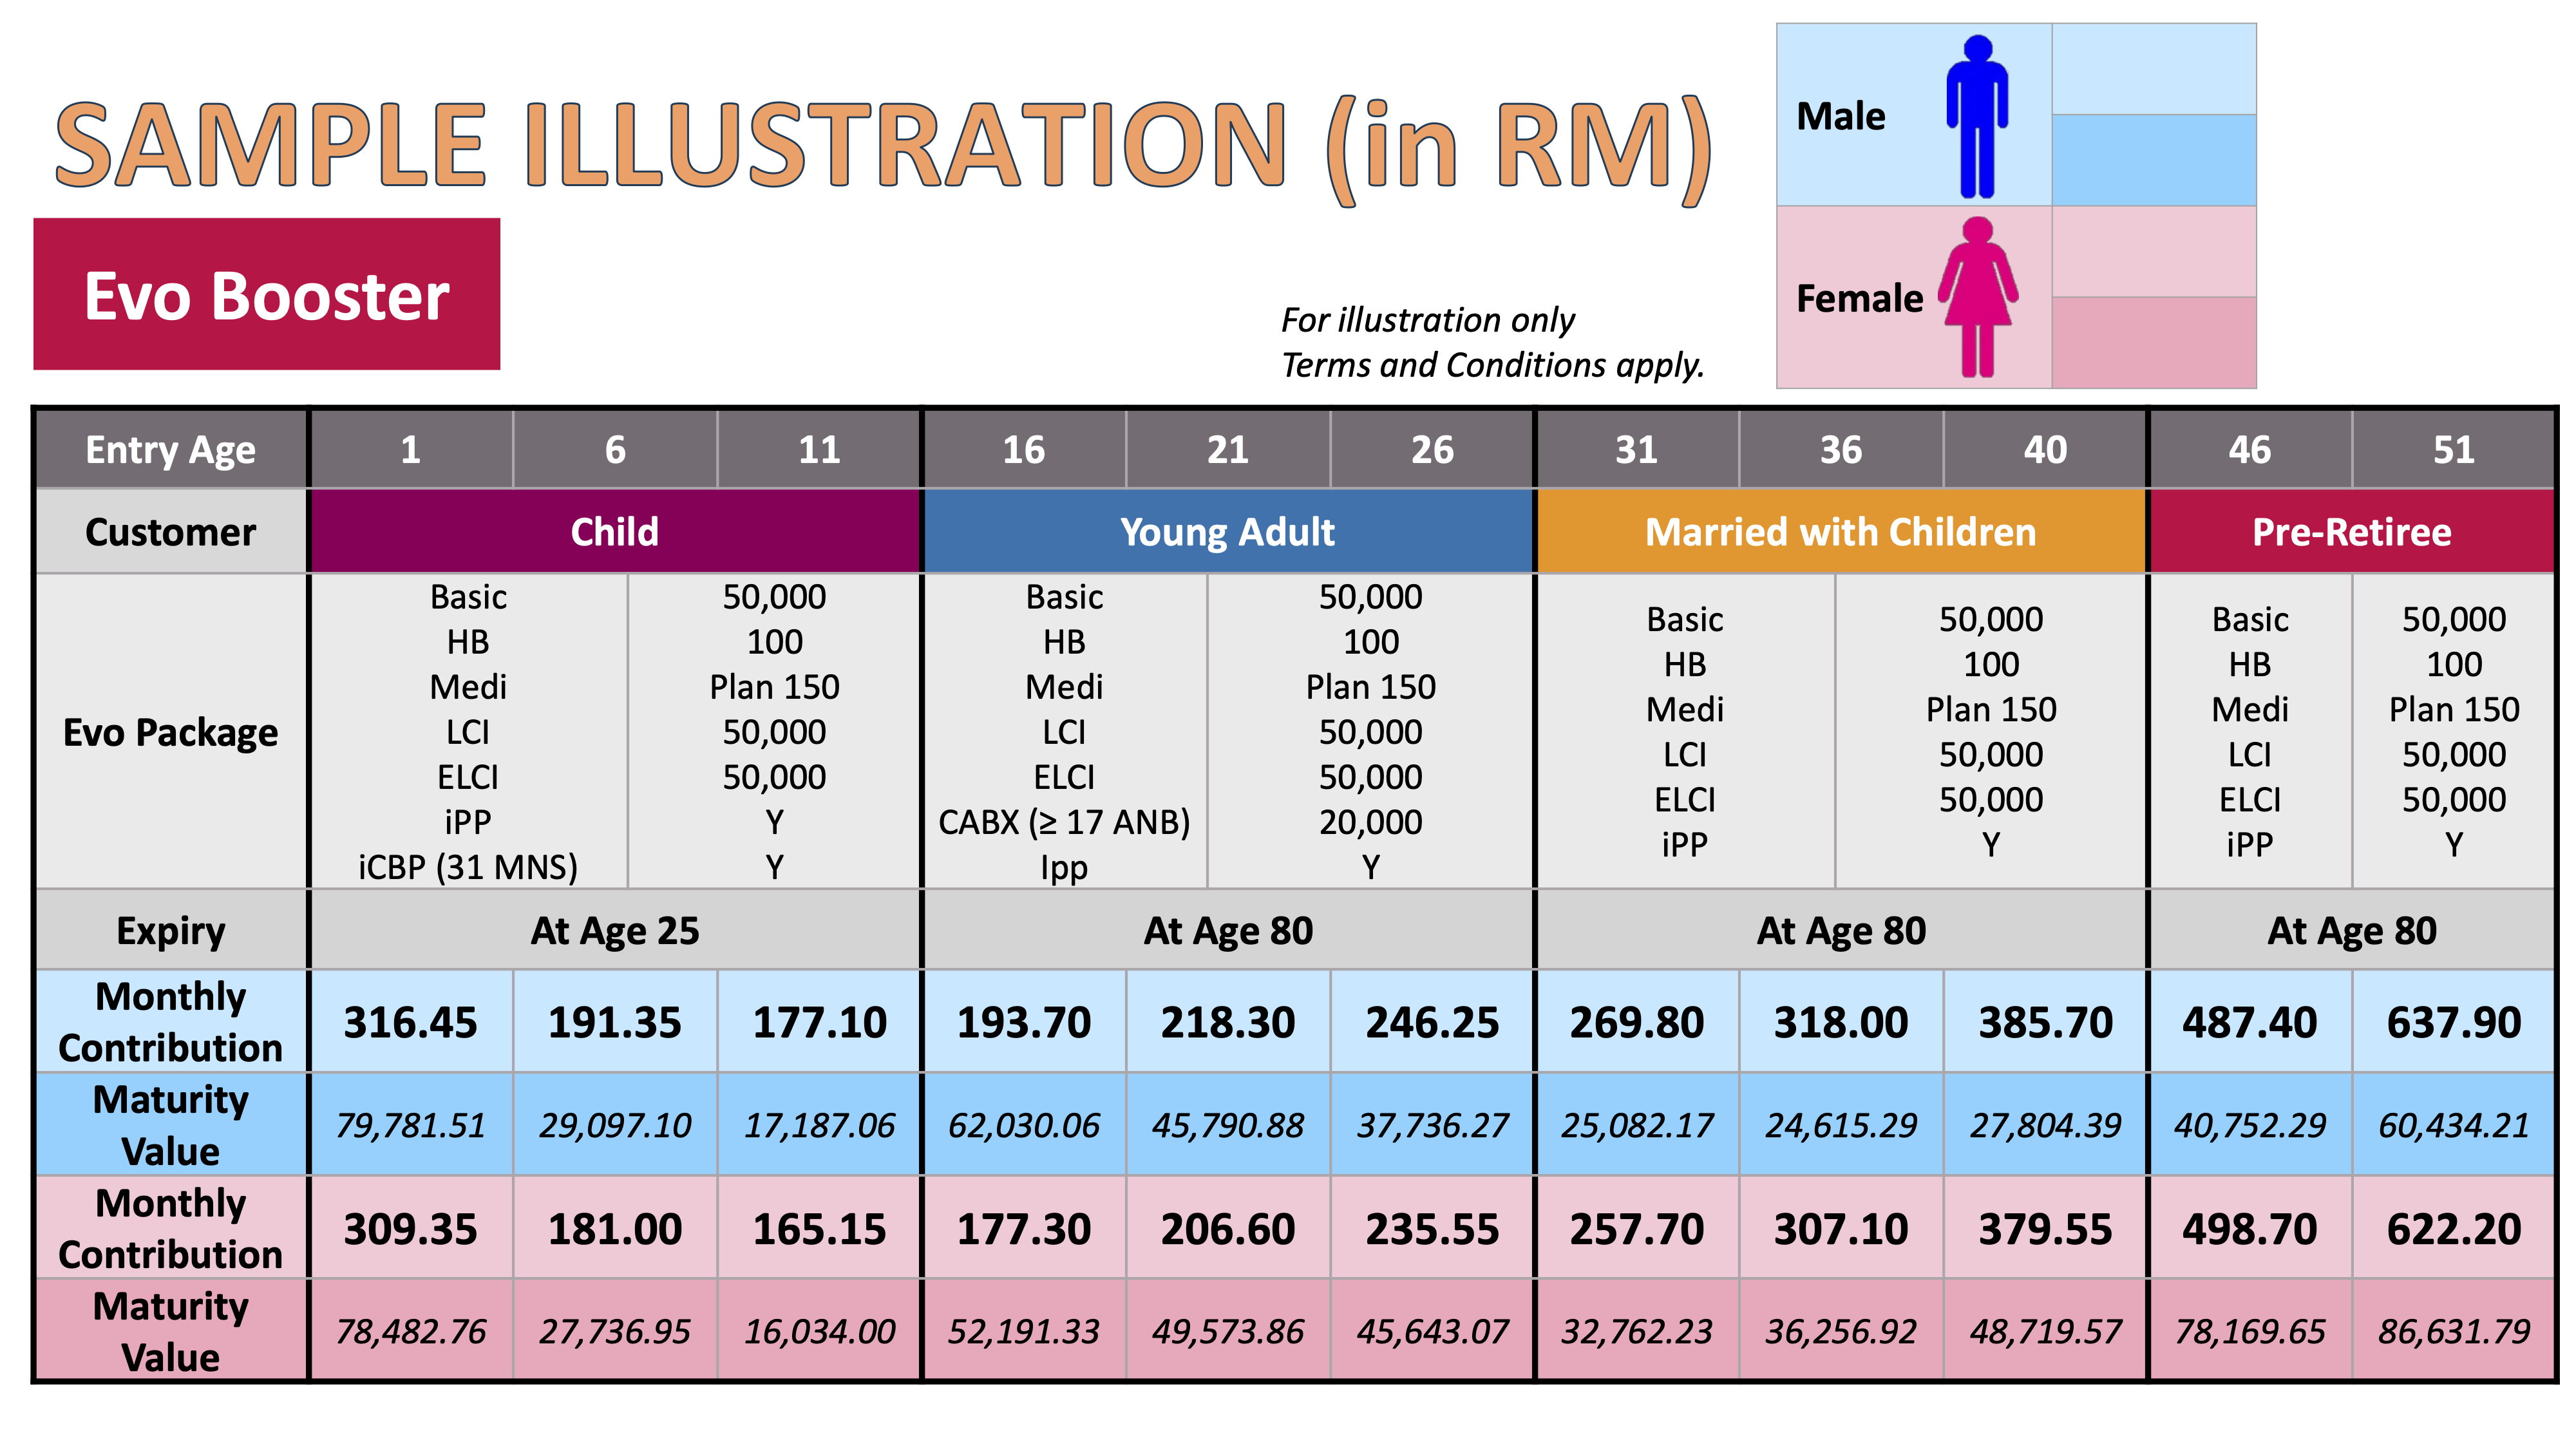 SAMPLE ILLUSTRATION (in RM)
Male
Female
Evo Booster
For illustration only
Terms and Conditions apply.
Entry Age 1 6 11 16 21 26 31 36 40 46 51
Customer Child Young Adult Married with Children Pre-Retiree
Evo Package
Basic 50,000
HB 100
Medi Plan 150
LCI 50,000
ELCI 50,000
iPP Y
iCBP (31 MNS) Y
Basic 50,000
HB 100
Medi Plan 150
LCI 50,000
ELCI 50,000
CABX (≥ 17 ANB) 20,000
Ipp Y
Basic 50,000
HB 100
Medi Plan 150
LCI 50,000
ELCI 50,000
iPP Y
Basic 50,000
HB 100
Medi Plan 150
LCI 50,000
ELCI 50,000
iPP Y
Expiry At Age 25 At Age 80 At Age 80 At Age 80
Monthly
Contribution 316.45 191.35 177.10 193.70 218.30 246.25 269.80 318.00 385.70 487.40 637.90
Maturity
Value 79,781.51 29,097.10 17,187.06 62,030.06 45,790.88 37,736.27 25,082.17 24,615.29 27,804.39 40,752.29 60,434.21
Monthly
Contribution 309.35 181.00 165.15 177.30 206.60 235.55 257.70 307.10 379.55 498.70 622.20
Maturity
Value 78,482.76 27,736.95 16,034.00 52,191.33 49,573.86 45,643.07 32,762.23 36,256.92 48,719.57 78,169.65 86,631.79